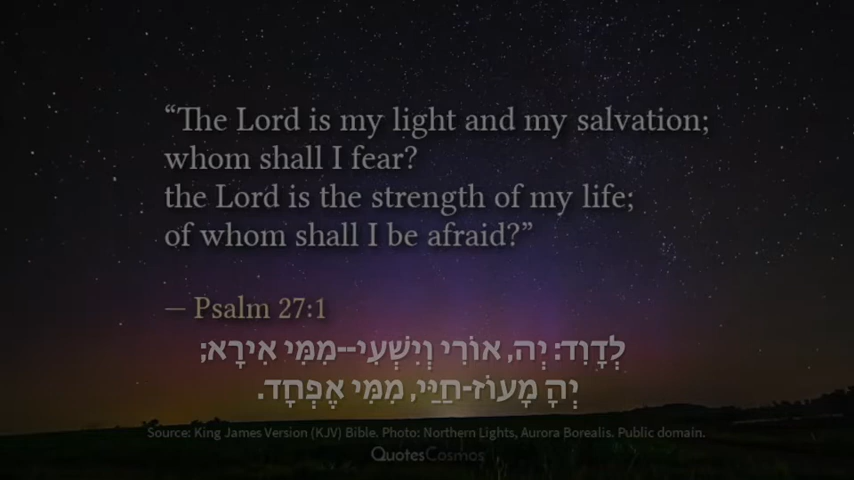 “The Lord is my light and my salvation;
whom shall I fear?
the Lord is the strength of my life;
of whom shall I be afraid?”
— Psalm 27:1
לְדָוִד: יְה, אוֹרִי וְיִשְׁעִי--מִמִּי אִירָא;
יְהָ מָעוֹז-חַיַּי, מִמִּי אֶפְחָד.
Source: King James Version (KJV) Bible. Photo: Northern Lights, Aurora Borealis. Public domain.
QuotesCosmos